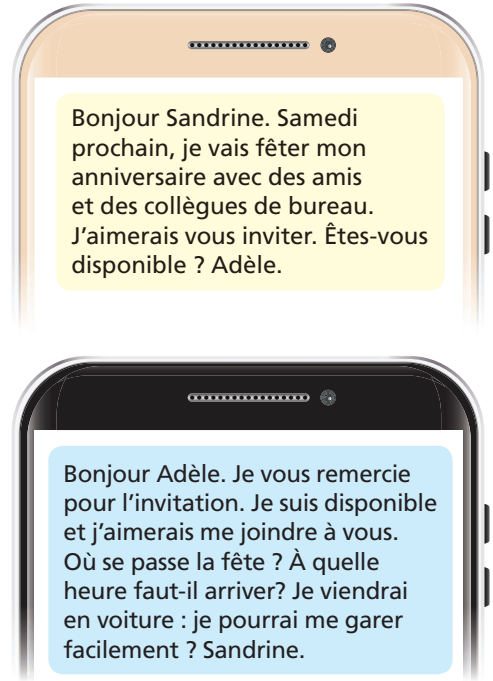 Bonjour Sandrine. Samedi
prochain, je vais fêter mon
anniversaire avec des amis
et des collègues de bureau.
J’aimerais vous inviter. Êtes-vous
disponible ? Adèle.
Bonjour Adèle. Je vous remercie
pour l’invitation. Je suis disponible
et j’aimerais me joindre à vous.
Où se passe la fête ? À quelle
heure faut-il arriver? Je viendrai
en voiture : je pourrai me garer
facilement ? Sandrine.